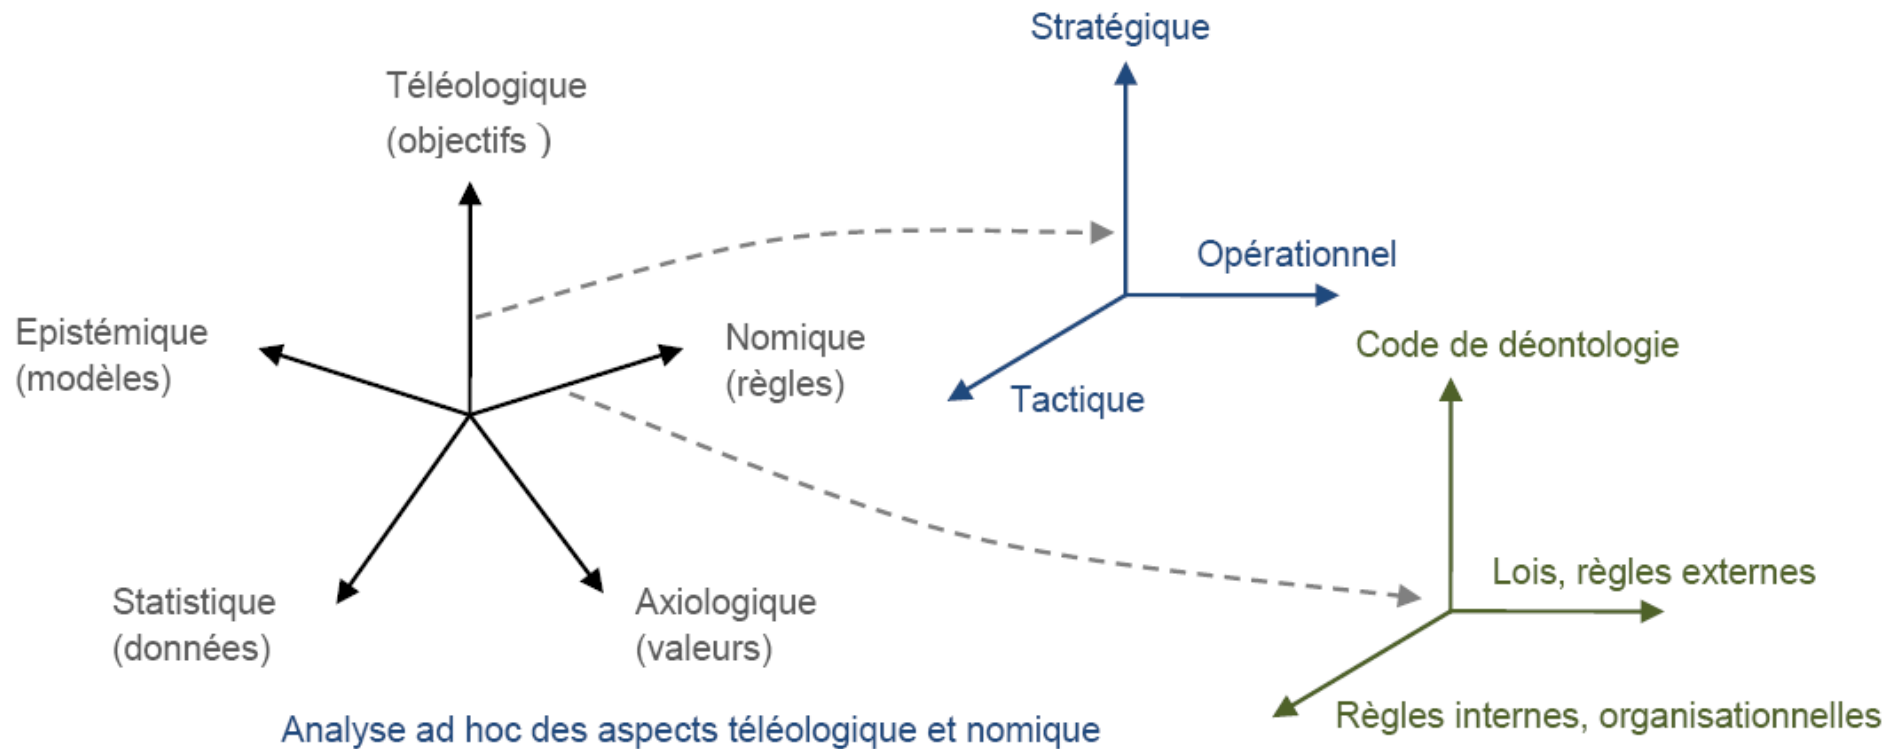 Stratégique
Téléologique
(objectifs )
Opérationnel
Epistémique
(modèles)
Nomique
(règles)
Tactique
Code de déontologie
Statistique
(données)
Axiologique
(valeurs)
Lois, règles externes
Règles internes, organisationnelles
Analyse ad hoc des aspects téléologique et nomique